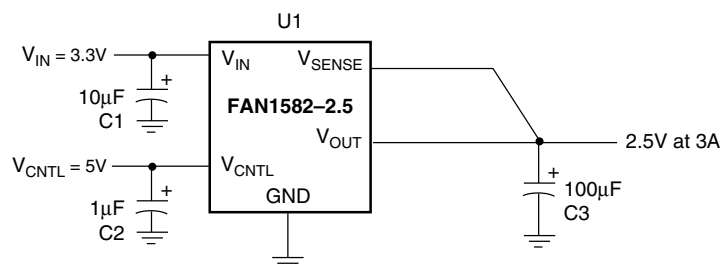 U1
V_IN = 3.3V
V_IN
V_SENSE
+
10μF
C1
FAN1582–2.5
V_OUT
2.5V at 3A
V_CNTL = 5V
V_CNTL
+
1μF
C2
GND
+
100μF
C3